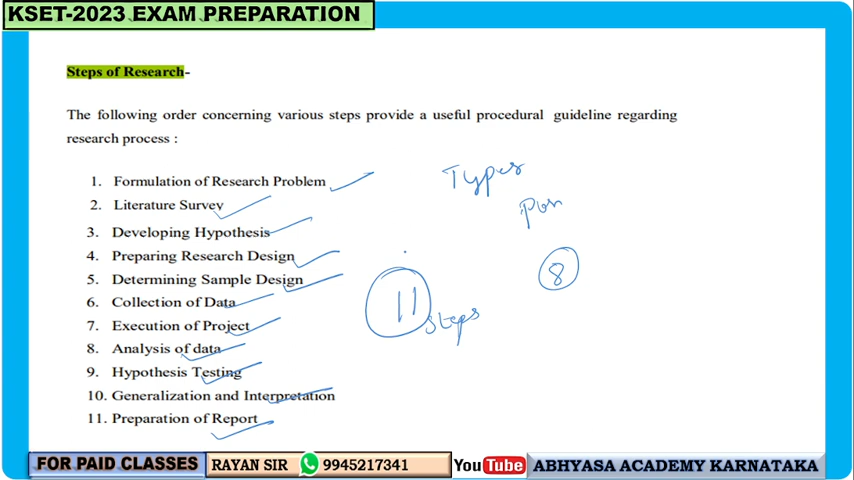 KSET-2023 EXAM PREPARATION
Steps of Research-
The following order concerning various steps provide a useful procedural guideline regarding
research process :
1. Formulation of Research Problem
2. Literature Survey
3. Developing Hypothesis
4. Preparing Research Design
5. Determining Sample Design
6. Collection of Data
7. Execution of Project
8. Analysis of data
9. Hypothesis Testing
10. Generalization and Interpretation
11. Preparation of Report
Types
8
11 steps
FOR PAID CLASSES RAYAN SIR 9945217341 YouTube ABHYASA ACADEMY KARNATAKA